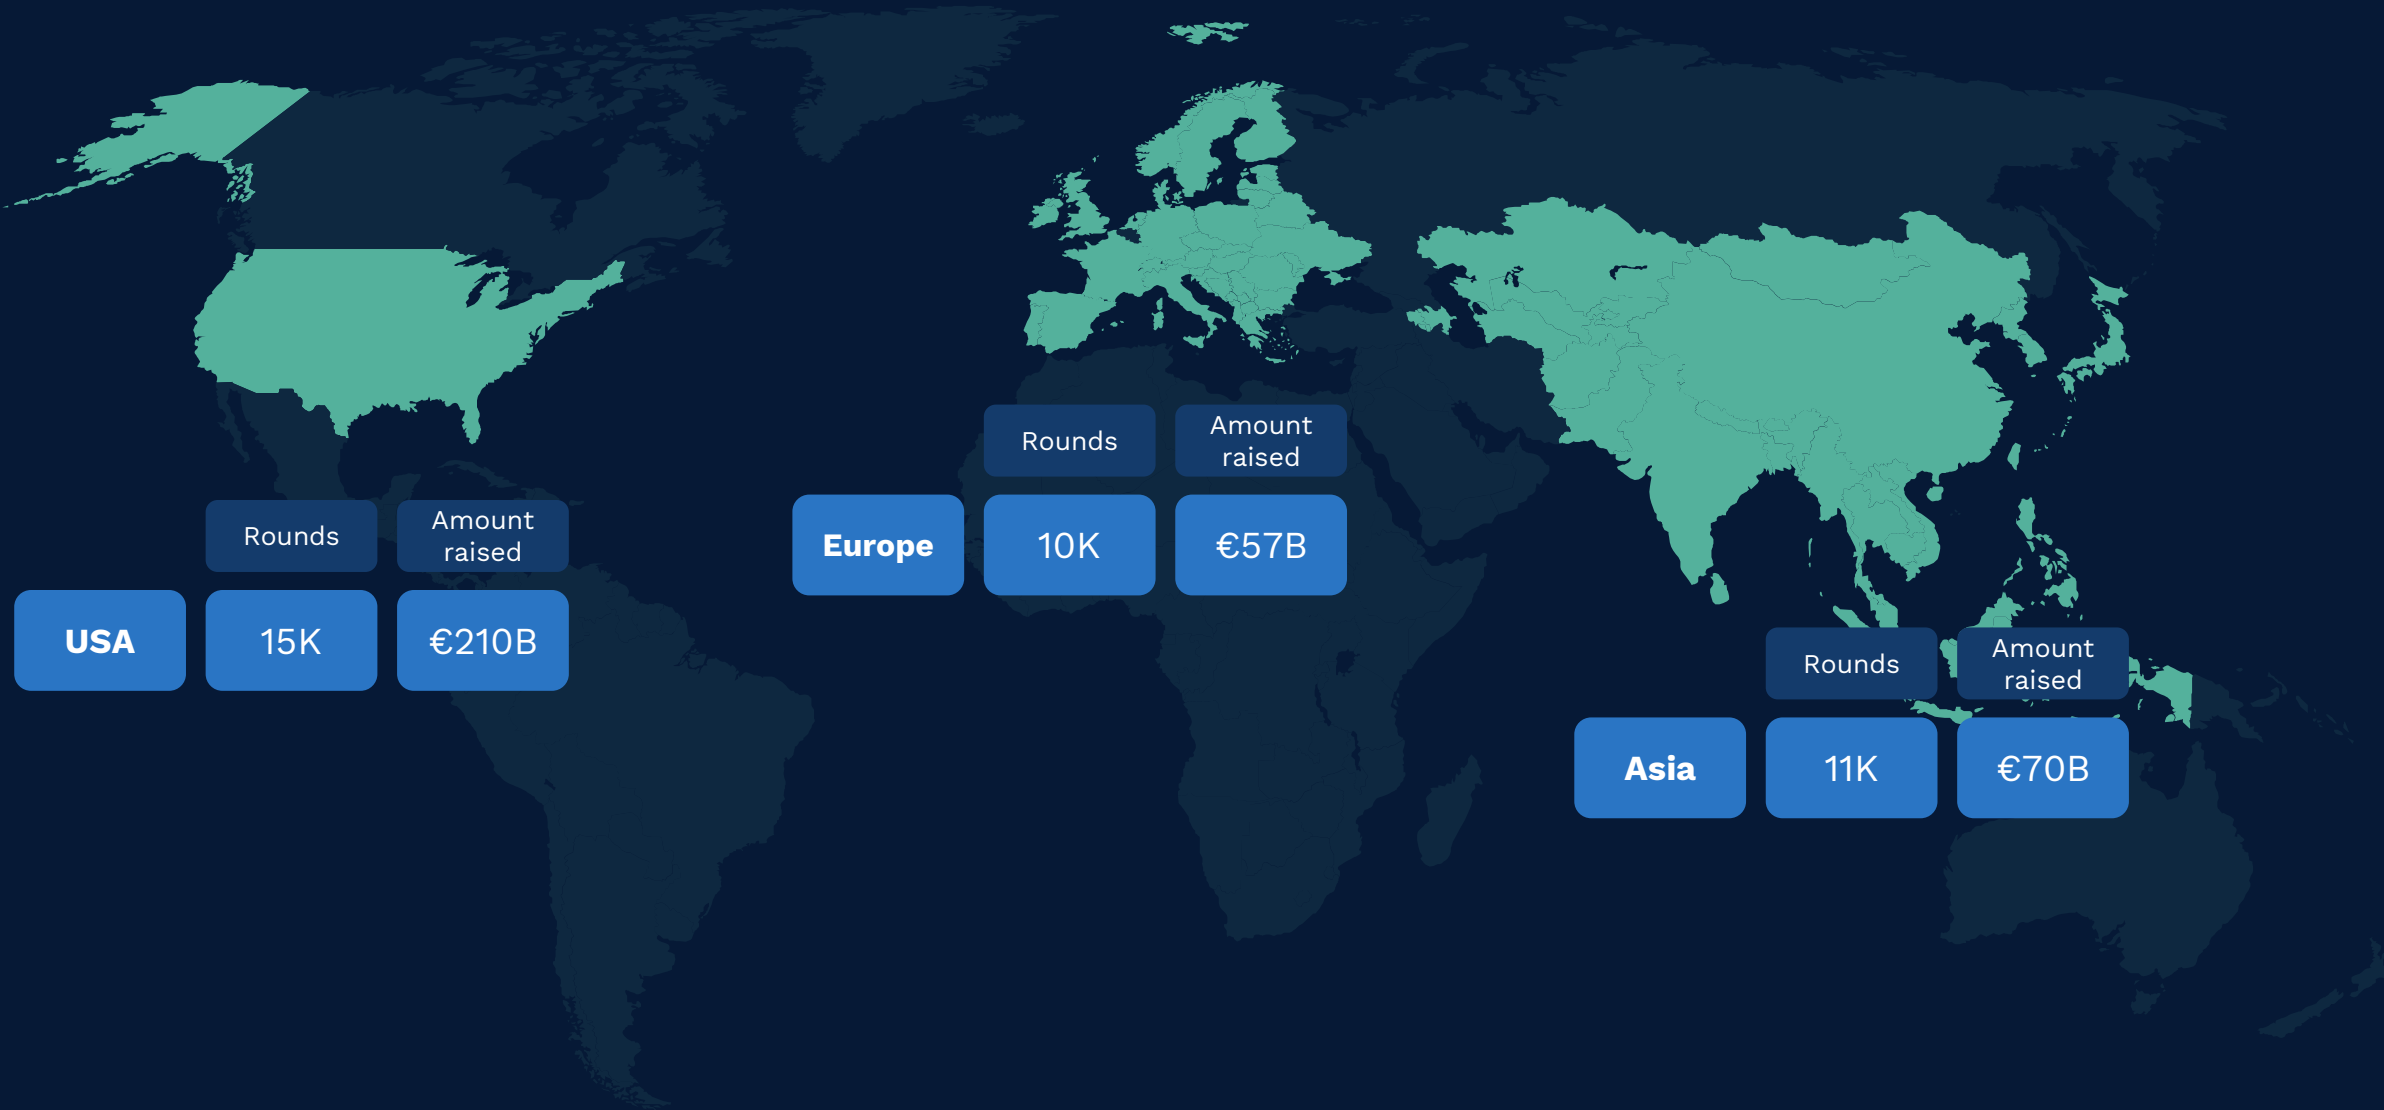 Rounds
Amount
raised
USA
15K
€210B
Rounds
Amount
raised
Europe
10K
€57B
Rounds
Amount
raised
Asia
11K
€70B